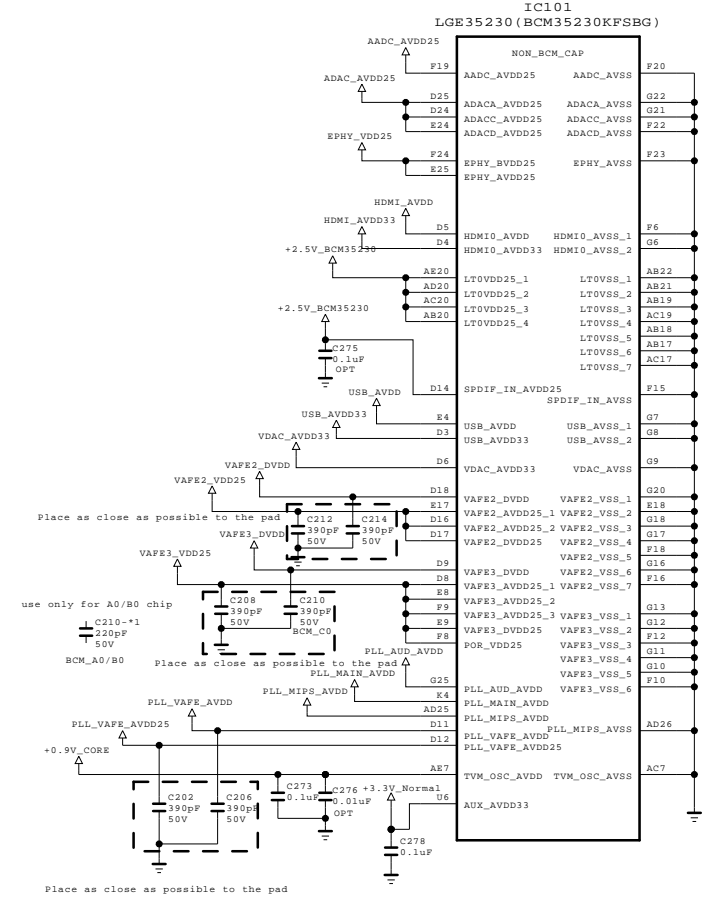 IC101
LGE35230(BCM35230KFSBG)
NON_BCM_CAP
AADC_AVDD25
F19 AADC_AVDD25 AADC_AVSS F20
ADAC_AVDD25
D25 ADACA_AVDD25 ADACA_AVSS G22
D24 ADACC_AVDD25 ADACC_AVSS G21
E24 ADACD_AVDD25 ADACD_AVSS F22
EPHY_VDD25
F24 EPHY_BVDD25 EPHY_AVSS F23
E25 EPHY_AVDD25
HDMI_AVDD
HDMI_AVDD33
D5 HDMI0_AVDD HDMI0_AVSS_1 F6
D4 HDMI0_AVDD33 HDMI0_AVSS_2 G6
+2.5V_BCM35230
AE20 LT0VDD25_1 LT0VSS_1 AB22
AD20 LT0VDD25_2 LT0VSS_2 AB21
AC20 LT0VDD25_3 LT0VSS_3 AB19
AB20 LT0VDD25_4 LT0VSS_4 AC19
LT0VSS_5 AB18
LT0VSS_6 AB17
LT0VSS_7 AC17
+2.5V_BCM35230
C275
0.1uF
OPT
D14 SPDIF_IN_AVDD25 SPDIF_IN_AVSS F15
USB_AVDD
USB_AVDD33
E4 USB_AVDD USB_AVSS_1 G7
D3 USB_AVDD33 USB_AVSS_2 G8
VDAC_AVDD33
D6 VDAC_AVDD33 VDAC_AVSS G9
VAFE2_DVDD
VAFE2_VDD25
D18 VAFE2_DVDD VAFE2_VSS_1 G20
E17 VAFE2_AVDD25_1 VAFE2_VSS_2 E18
D16 VAFE2_AVDD25_2 VAFE2_VSS_3 G18
D17 VAFE2_DVDD25 VAFE2_VSS_4 G17
VAFE2_VSS_5 F18
Place as close as possible to the pad
C212 C214
390pF 390pF
50V 50V
VAFE3_DVDD
VAFE3_VDD25
D9 VAFE3_DVDD VAFE2_VSS_6 G16
D8 VAFE3_AVDD25_1 VAFE2_VSS_7 F16
E8 VAFE3_AVDD25_2
F9 VAFE3_AVDD25_3 VAFE3_VSS_1 G13
E9 VAFE3_DVDD25 VAFE3_VSS_2 G12
F8 POR_VDD25 VAFE3_VSS_3 F12
VAFE3_VSS_4 G11
VAFE3_VSS_5 G10
C208 C210
390pF 390pF
50V 50V
BCM_C0
use only for A0/B0 chip
C210-*1
220pF
50V
BCM_A0/B0
Place as close as possible to the pad
PLL_AUD_AVDD
PLL_MAIN_AVDD
PLL_MIPS_AVDD
G25 PLL_AUD_AVDD VAFE3_VSS_6 F10
K4 PLL_MAIN_AVDD
AD25 PLL_MIPS_AVDD
PLL_VAFE_AVDD
D11 PLL_VAFE_AVDD PLL_MIPS_AVSS AD26
PLL_VAFE_AVDD25
D12 PLL_VAFE_AVDD25
+0.9V_CORE
AE7 TVM_OSC_AVDD TVM_OSC_AVSS AC7
C202 C206
390pF 390pF
50V 50V
C273
0.1uF
C276
0.01uF
OPT
+3.3V_Normal
U6 AUX_AVDD33
C278
0.1uF
Place as close as possible to the pad